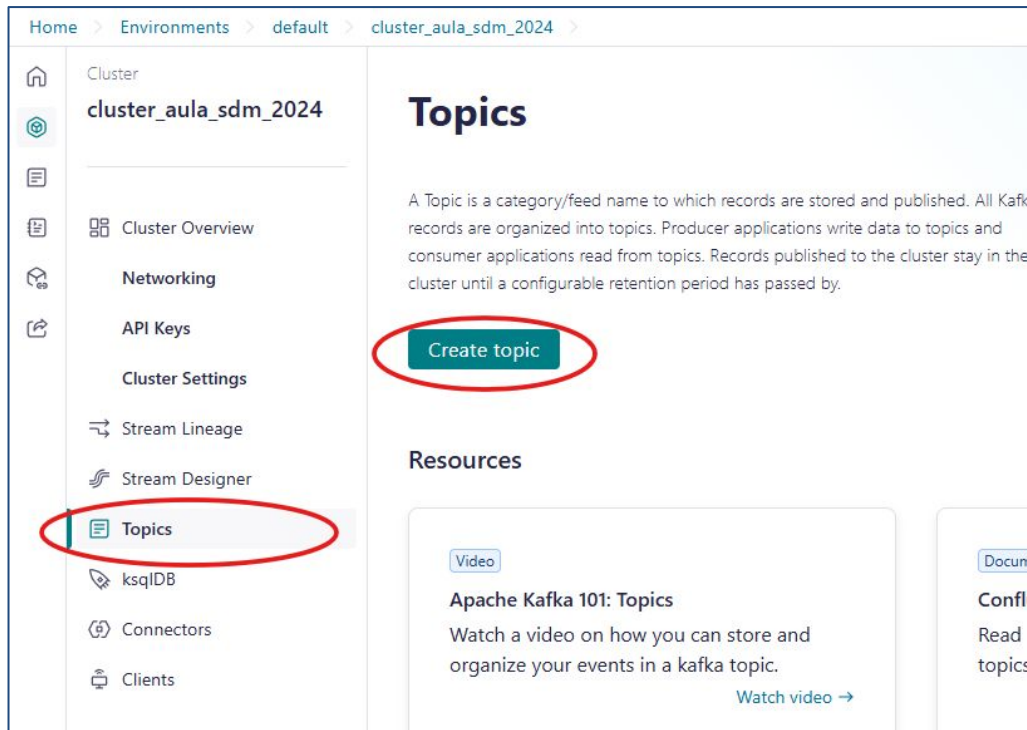 Home > Environments > default > cluster_aula_sdm_2024 >
Cluster
cluster_aula_sdm_2024
Cluster Overview
Networking
API Keys
Cluster Settings
Stream Lineage
Stream Designer
Topics
ksqlDB
Connectors
Clients
Topics
A Topic is a category/feed name to which records are stored and published. All Kafk
records are organized into topics. Producer applications write data to topics and
consumer applications read from topics. Records published to the cluster stay in the
cluster until a configurable retention period has passed by.
Create topic
Resources
Video
Apache Kafka 101: Topics
Watch a video on how you can store and
organize your events in a kafka topic.
Watch video →
Docum
Confl
Read
topics